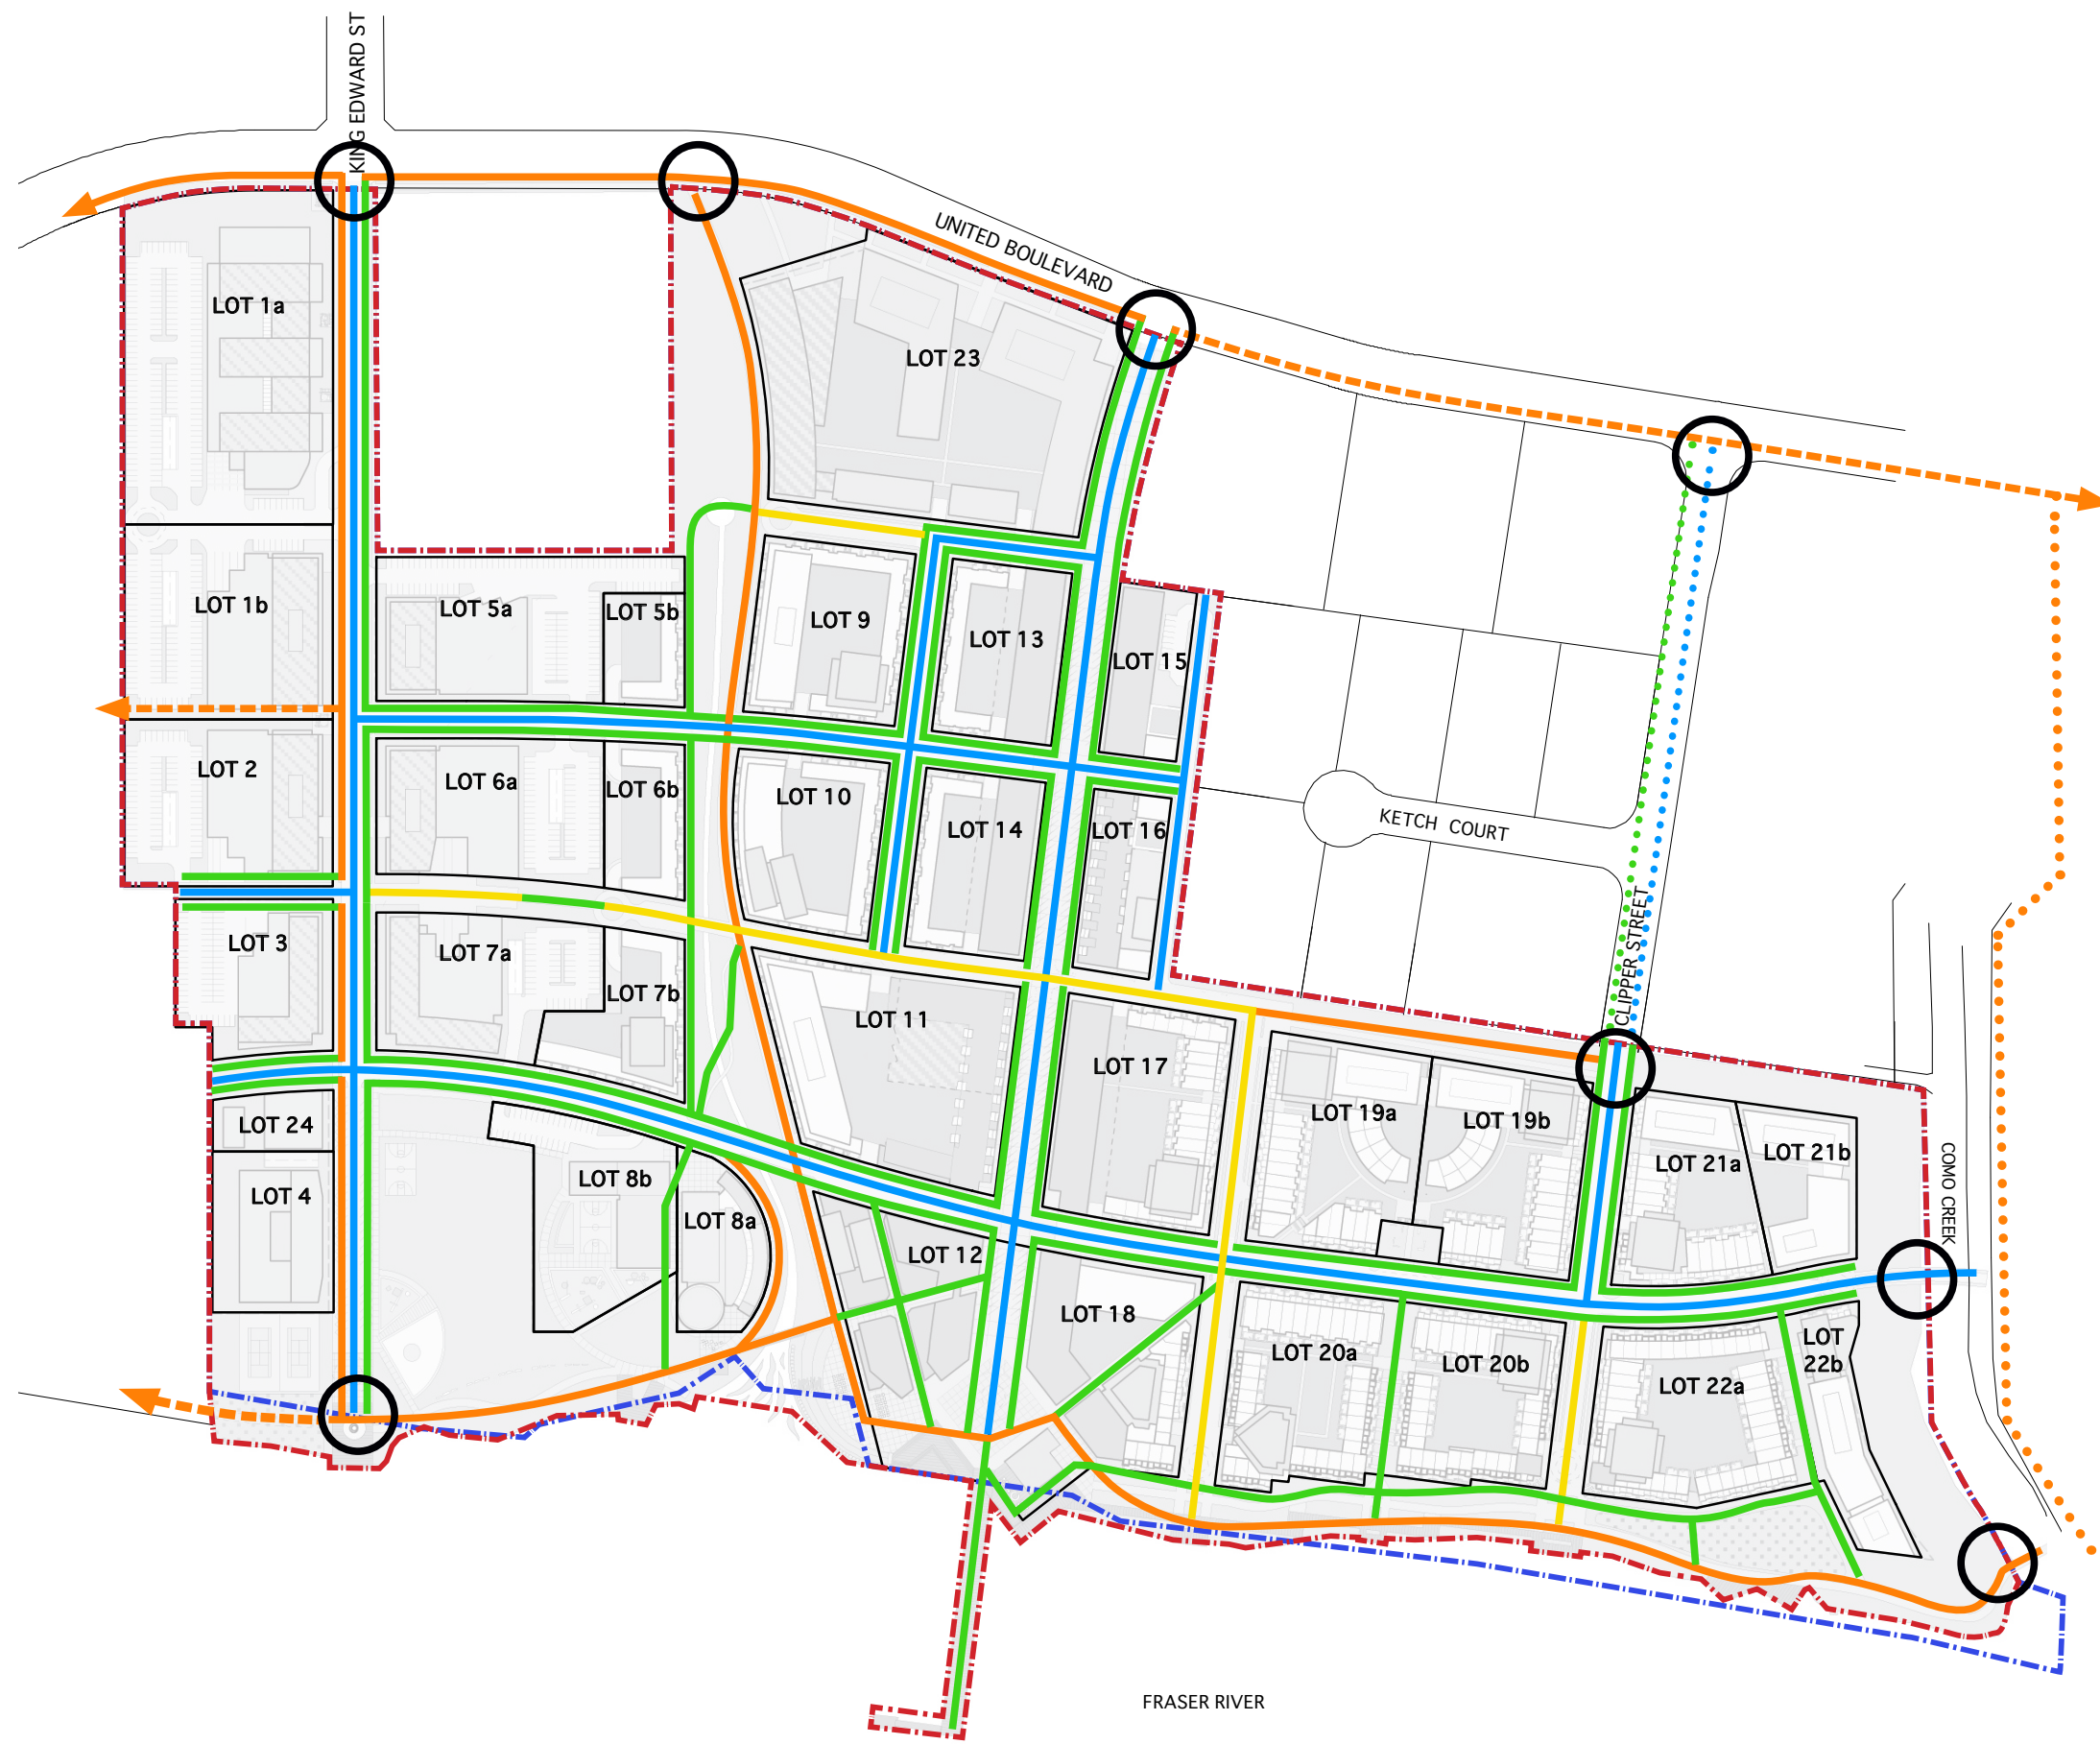 KING EDWARD ST
UNITED BOULEVARD
LOT 1a
LOT 23
LOT 1b
LOT 5a
LOT 5b
LOT 9
LOT 13
LOT 15
LOT 2
LOT 6a
LOT 6b
LOT 10
LOT 14
LOT 16
KETCH COURT
LOT 3
LOT 7a
LOT 7b
LOT 11
LOT 17
CLIPPER STREET
LOT 24
LOT 19a
LOT 19b
LOT 4
LOT 8b
LOT 8a
LOT 12
LOT 21a
LOT 21b
COMO CREEK
LOT 18
LOT 20a
LOT 20b
LOT 22a
LOT
22b
FRASER RIVER